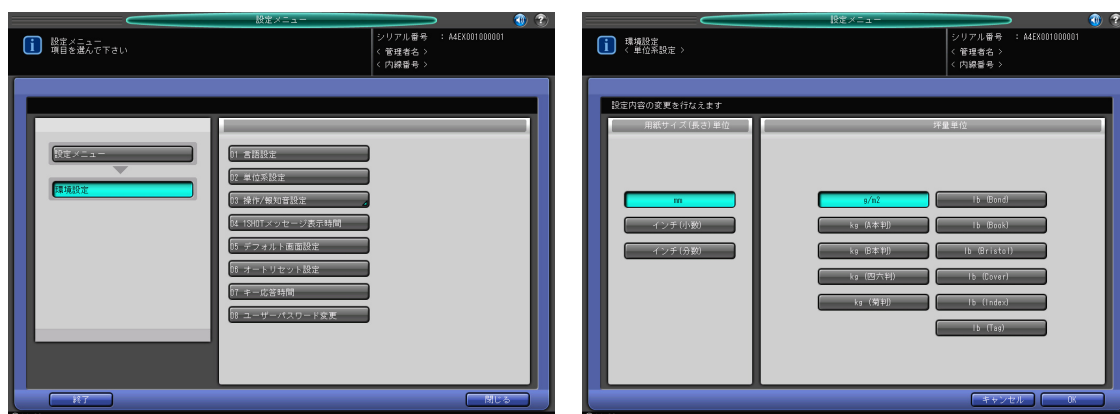 設定メニュー
設定メニュー
項目を選んで下さい
シリアル番号 : A4EX001000001
< 管理者名 >
< 内線番号 >
設定メニュー
環境設定
01 言語設定
02 単位系設定
03 操作/報知音設定
04 1SHOTメッセージ表示時間
05 デフォルト画面設定
06 オートリセット設定
07 キー応答時間
08 ユーザーパスワード変更
終了
閉じる
設定メニュー
環境設定
< 単位系設定 >
シリアル番号 : A4EX001000001
< 管理者名 >
< 内線番号 >
設定内容の変更を行なえます
用紙サイズ(長さ)単位
坪量単位
mm
インチ(小数)
インチ(分数)
g/m2
kg (A本判)
kg (B本判)
kg (四六判)
kg (菊判)
lb (Bond)
lb (Book)
lb (Bristol)
lb (Cover)
lb (Index)
lb (Tag)
キャンセル
OK